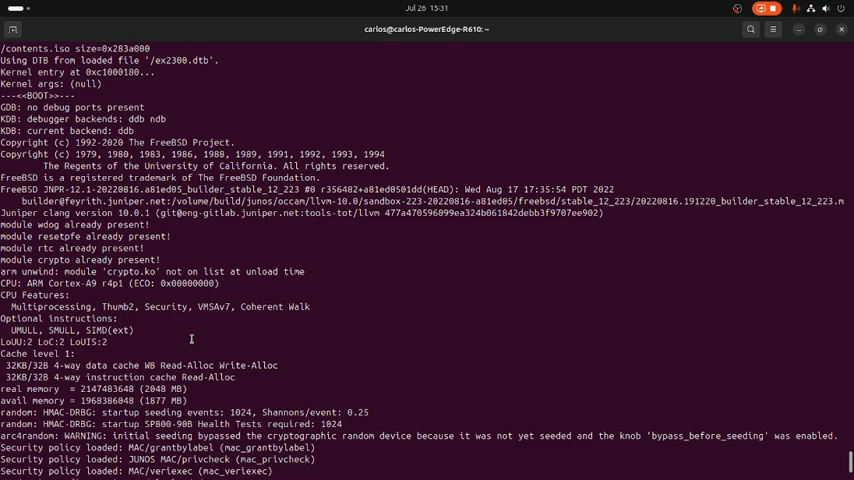 Jul 26 15:31
carlos@carlos-PowerEdge-R610: ~
/contents.iso size=0x283a000
Using DTB from loaded file '/ex2300.dtb'.
Kernel entry at 0xc1000180...
Kernel args: (null)
---<<BOOT>>---
GDB: no debug ports present
KDB: debugger backends: ddb ndb
KDB: current backend: ddb
Copyright (c) 1992-2020 The FreeBSD Project.
Copyright (c) 1979, 1980, 1983, 1986, 1988, 1989, 1991, 1992, 1993, 1994
The Regents of the University of California. All rights reserved.
FreeBSD is a registered trademark of The FreeBSD Foundation.
FreeBSD JNPR-12.1-20220816.a81ed05_builder_stable_12_223 #0 r356482+a81ed0501dd(HEAD): Wed Aug 17 17:35:54 PDT 2022
builder@feyrith.juniper.net:/volume/build/junos/occam/llvm-10.0/sandbox-223-20220816-a81ed05/freebsd/stable_12_223/20220816.191220_builder_stable_12_223.m
Juniper clang version 10.0.1 (git@eng-gitlab.juniper.net:tools-tot/llvm 477a470596099ea324b061842debb3f9707ee902)
module wdog already present!
module resetpfe already present!
module rtc already present!
module crypto already present!
arm unwind: module 'crypto.ko' not on list at unload time
CPU: ARM Cortex-A9 r4p1 (ECO: 0x00000000)
CPU Features:
Multiprocessing, Thumb2, Security, VMSAv7, Coherent Walk
Optional instructions:
UMULL, SMULL, SIMD(ext)
LoUU:2 LoC:2 LoUIS:2
Cache level 1:
32KB/32B 4-way data cache WB Read-Alloc Write-Alloc
32KB/32B 4-way instruction cache Read-Alloc
real memory  = 2147483648 (2048 MB)
avail memory = 1968386048 (1877 MB)
random: HMAC-DRBG: startup seeding events: 1024, Shannons/event: 0.25
random: HMAC-DRBG: startup SP800-90B Health Tests required: 1024
arc4random: WARNING: initial seeding bypassed the cryptographic random device because it was not yet seeded and the knob 'bypass_before_seeding' was enabled.
Security policy loaded: MAC/grantbylabel (mac_grantbylabel)
Security policy loaded: JUNOS MAC/privcheck (mac_privcheck)
Security policy loaded: MAC/veriexec (mac_veriexec)